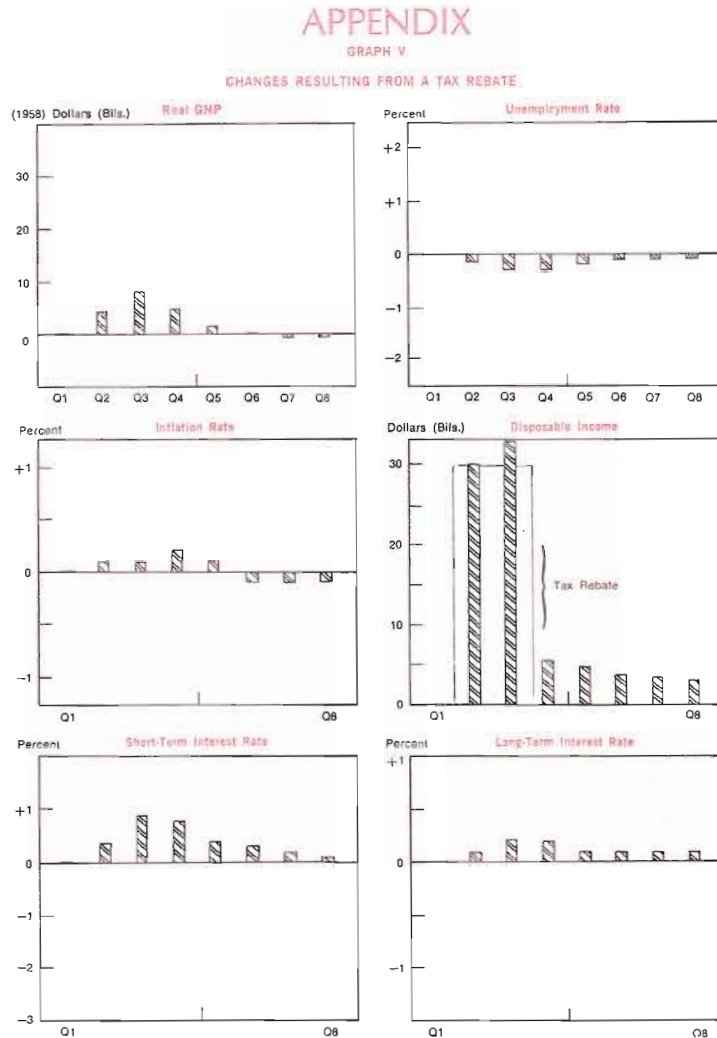 APPENDIX
GRAPH V
CHANGES RESULTING FROM A TAX REBATE
(1958) Dollars (Bils.) Real GNP
30
20
10
0
Q1 Q2 Q3 Q4 Q5 Q6 Q7 Q8
Percent Unemployment Rate
+2
+1
0
−1
−2
Q1 Q2 Q3 Q4 Q5 Q6 Q7 Q8
Percent Inflation Rate
+1
0
−1
Q1 Q8
Dollars (Bils.) Disposable Income
30
20
10
0
Tax Rebate
Q1 Q8
Percent Short-Term Interest Rate
+1
0
−1
−2
−3
Q1 Q8
Percent Long-Term Interest Rate
+1
0
−1
Q1 Q8